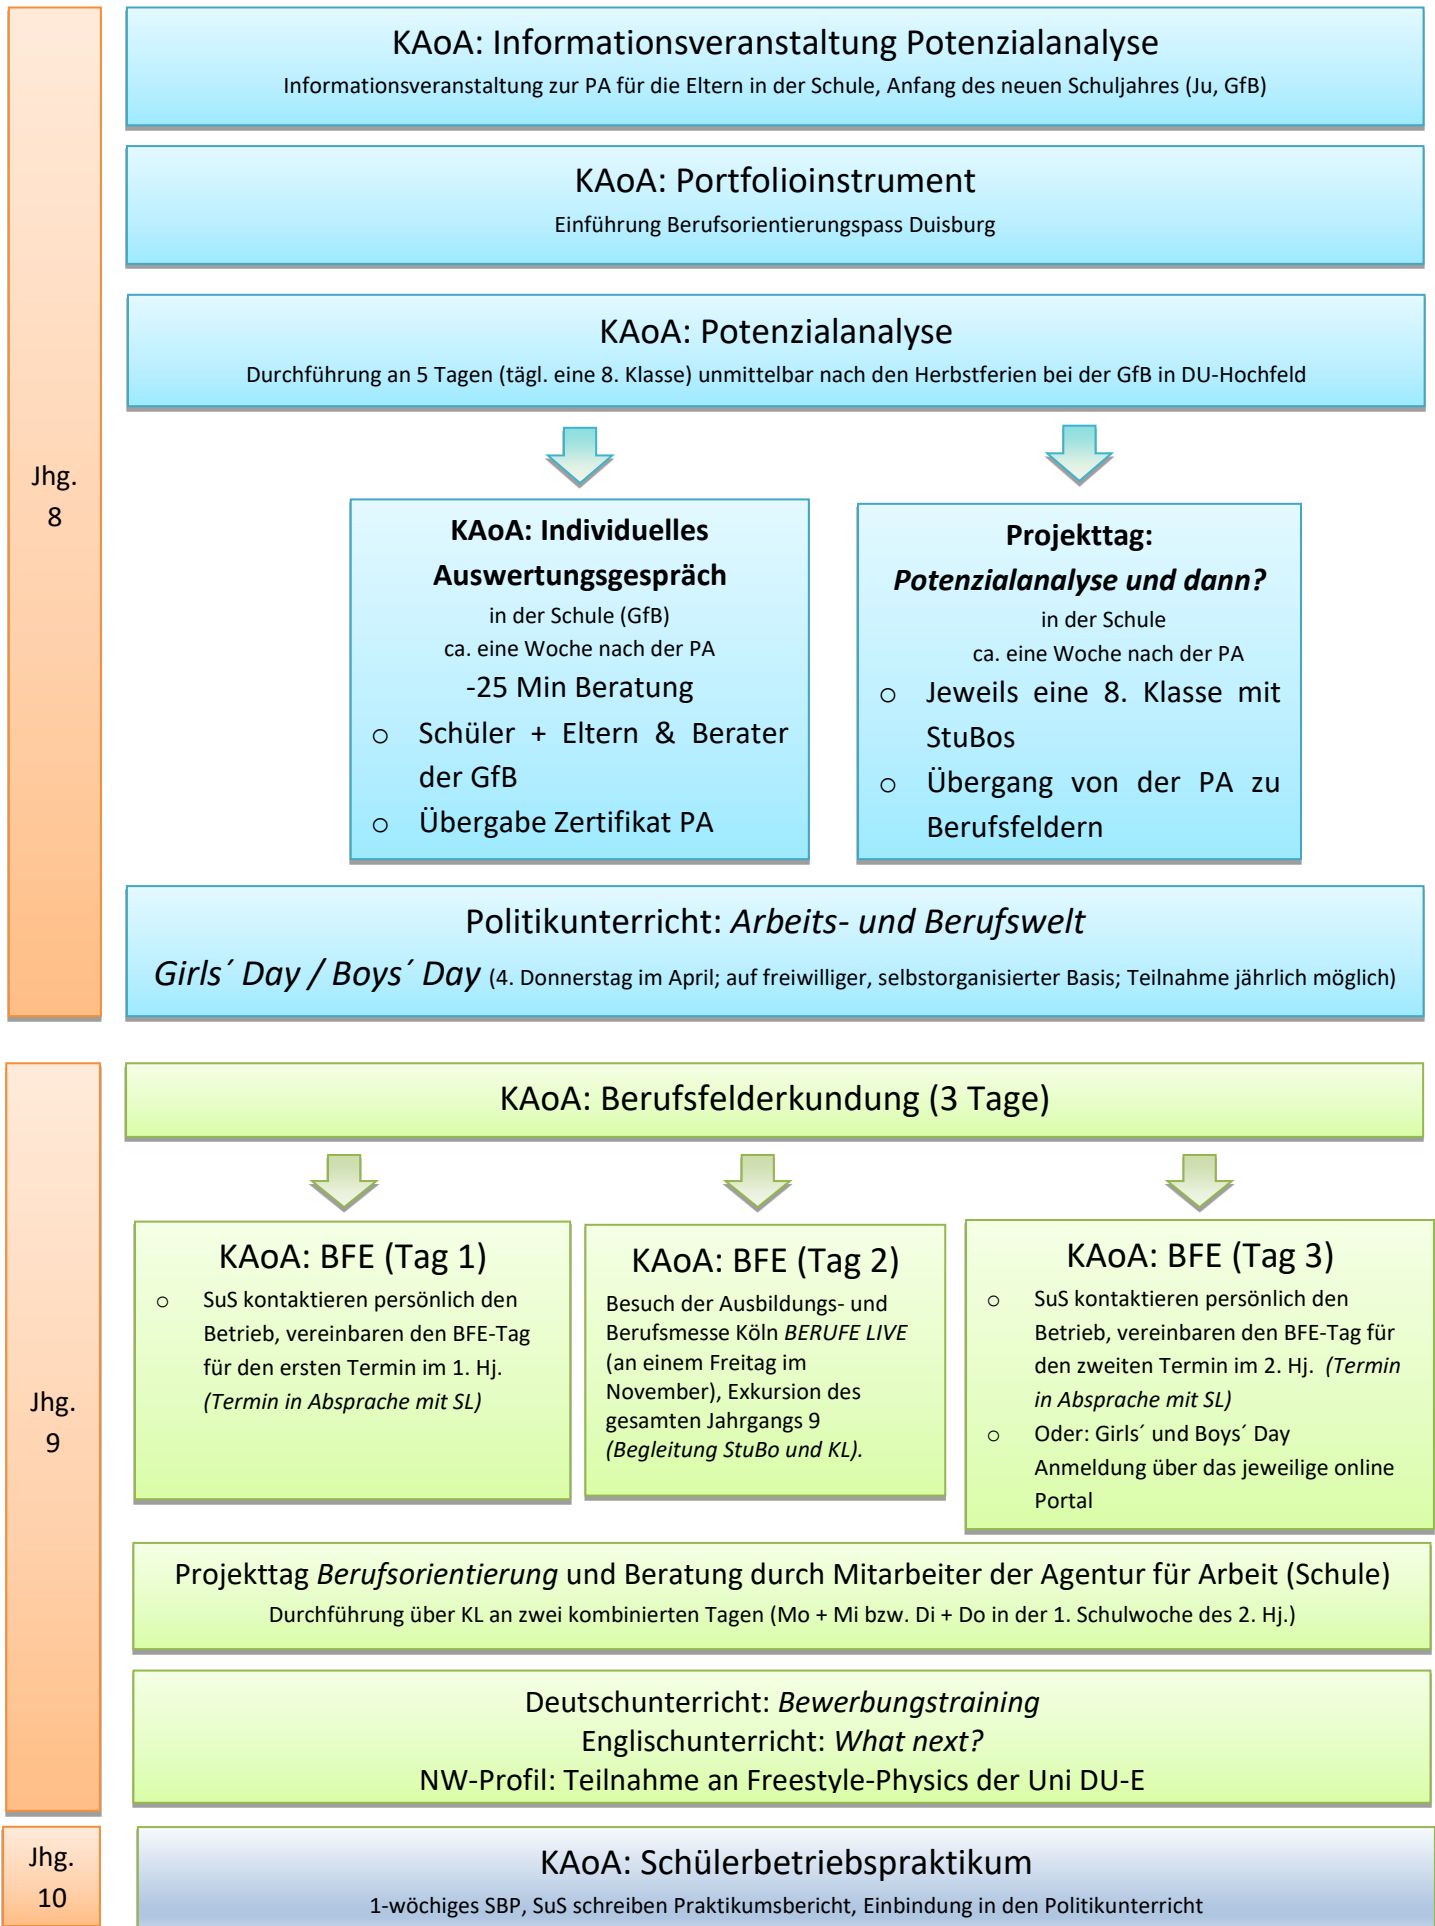 KAoA: Informationsveranstaltung Potenzialanalyse
Informationsveranstaltung zur PA für die Eltern in der Schule, Anfang des neuen Schuljahres (Ju, GfB)
KAoA: Portfolioinstrument
Einführung Berufsorientierungspass Duisburg
KAoA: Potenzialanalyse
Durchführung an 5 Tagen (tägl. eine 8. Klasse) unmittelbar nach den Herbstferien bei der GfB in DU-Hochfeld
Jhg.
8
KAoA: Individuelles
Auswertungsgespräch
in der Schule (GfB)
ca. eine Woche nach der PA
-25 Min Beratung
o Schüler + Eltern & Berater
der GfB
o Übergabe Zertifikat PA
Projekttag:
Potenzialanalyse und dann?
in der Schule
ca. eine Woche nach der PA
o Jeweils eine 8. Klasse mit
StuBos
o Übergang von der PA zu
Berufsfeldern
Politikunterricht: Arbeits- und Berufswelt
Girls´ Day / Boys´ Day (4. Donnerstag im April; auf freiwilliger, selbstorganisierter Basis; Teilnahme jährlich möglich)
KAoA: Berufsfelderkundung (3 Tage)
Jhg.
9
KAoA: BFE (Tag 1)
o SuS kontaktieren persönlich den
Betrieb, vereinbaren den BFE-Tag
für den ersten Termin im 1. Hj.
(Termin in Absprache mit SL)
KAoA: BFE (Tag 2)
Besuch der Ausbildungs- und
Berufsmesse Köln BERUFE LIVE
(an einem Freitag im
November), Exkursion des
gesamten Jahrgangs 9
(Begleitung StuBo und KL).
KAoA: BFE (Tag 3)
o SuS kontaktieren persönlich den
Betrieb, vereinbaren den BFE-Tag für
den zweiten Termin im 2. Hj. (Termin
in Absprache mit SL)
o Oder: Girls´ und Boys´ Day
Anmeldung über das jeweilige online
Portal
Projekttag Berufsorientierung und Beratung durch Mitarbeiter der Agentur für Arbeit (Schule)
Durchführung über KL an zwei kombinierten Tagen (Mo + Mi bzw. Di + Do in der 1. Schulwoche des 2. Hj.)
Deutschunterricht: Bewerbungstraining
Englischunterricht: What next?
NW-Profil: Teilnahme an Freestyle-Physics der Uni DU-E
Jhg.
10
KAoA: Schülerbetriebspraktikum
1-wöchiges SBP, SuS schreiben Praktikumsbericht, Einbindung in den Politikunterricht